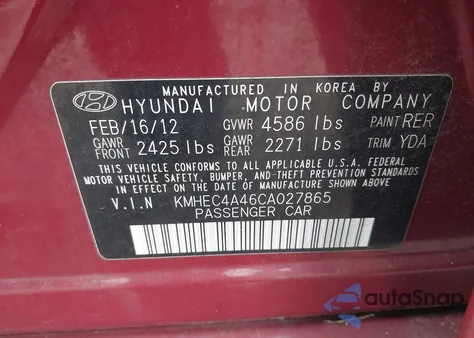 MANUFACTURED IN KOREA BY
HYUNDAI MOTOR COMPANY
FEB/16/12 GVWR 4586 lbs PAINT RER
GAWR FRONT 2425 lbs GAWR REAR 2271 lbs TRIM YDA
THIS VEHICLE CONFORMS TO ALL APPLICABLE U.S.A. FEDERAL
MOTOR VEHICLE SAFETY, BUMPER, AND THEFT PREVENTION STANDARDS
IN EFFECT ON THE DATE OF MANUFACTURE SHOWN ABOVE.
V.I.N KMHEC4A46CA027865
PASSENGER CAR
autoSnap